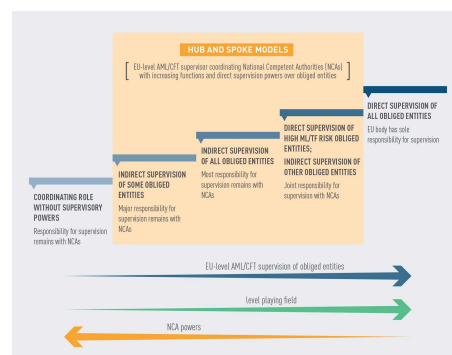 HUB AND SPOKE MODELS
EU-level AML/CFT supervisor coordinating National Competent Authorities (NCAs)
with increasing functions and direct supervision powers over obliged entities
COORDINATING ROLE
WITHOUT SUPERVISORY
POWERS
Responsibility for supervision
remains with NCAs
INDIRECT SUPERVISION
OF SOME OBLIGED
ENTITIES
Major responsibility for
supervision remains with
NCAs
INDIRECT SUPERVISION
OF ALL OBLIGED ENTITIES
Most responsibility for
supervision remains with
NCAs
DIRECT SUPERVISION OF
HIGH ML/TF RISK OBLIGED
ENTITIES;
INDIRECT SUPERVISION OF
OTHER OBLIGED ENTITIES
Joint responsibility for
supervision remains with
NCAs
DIRECT SUPERVISION OF
ALL OBLIGED ENTITIES
EU body has sole
responsibility for supervision
EU-level AML/CFT supervision of obliged entities
level playing field
NCA powers